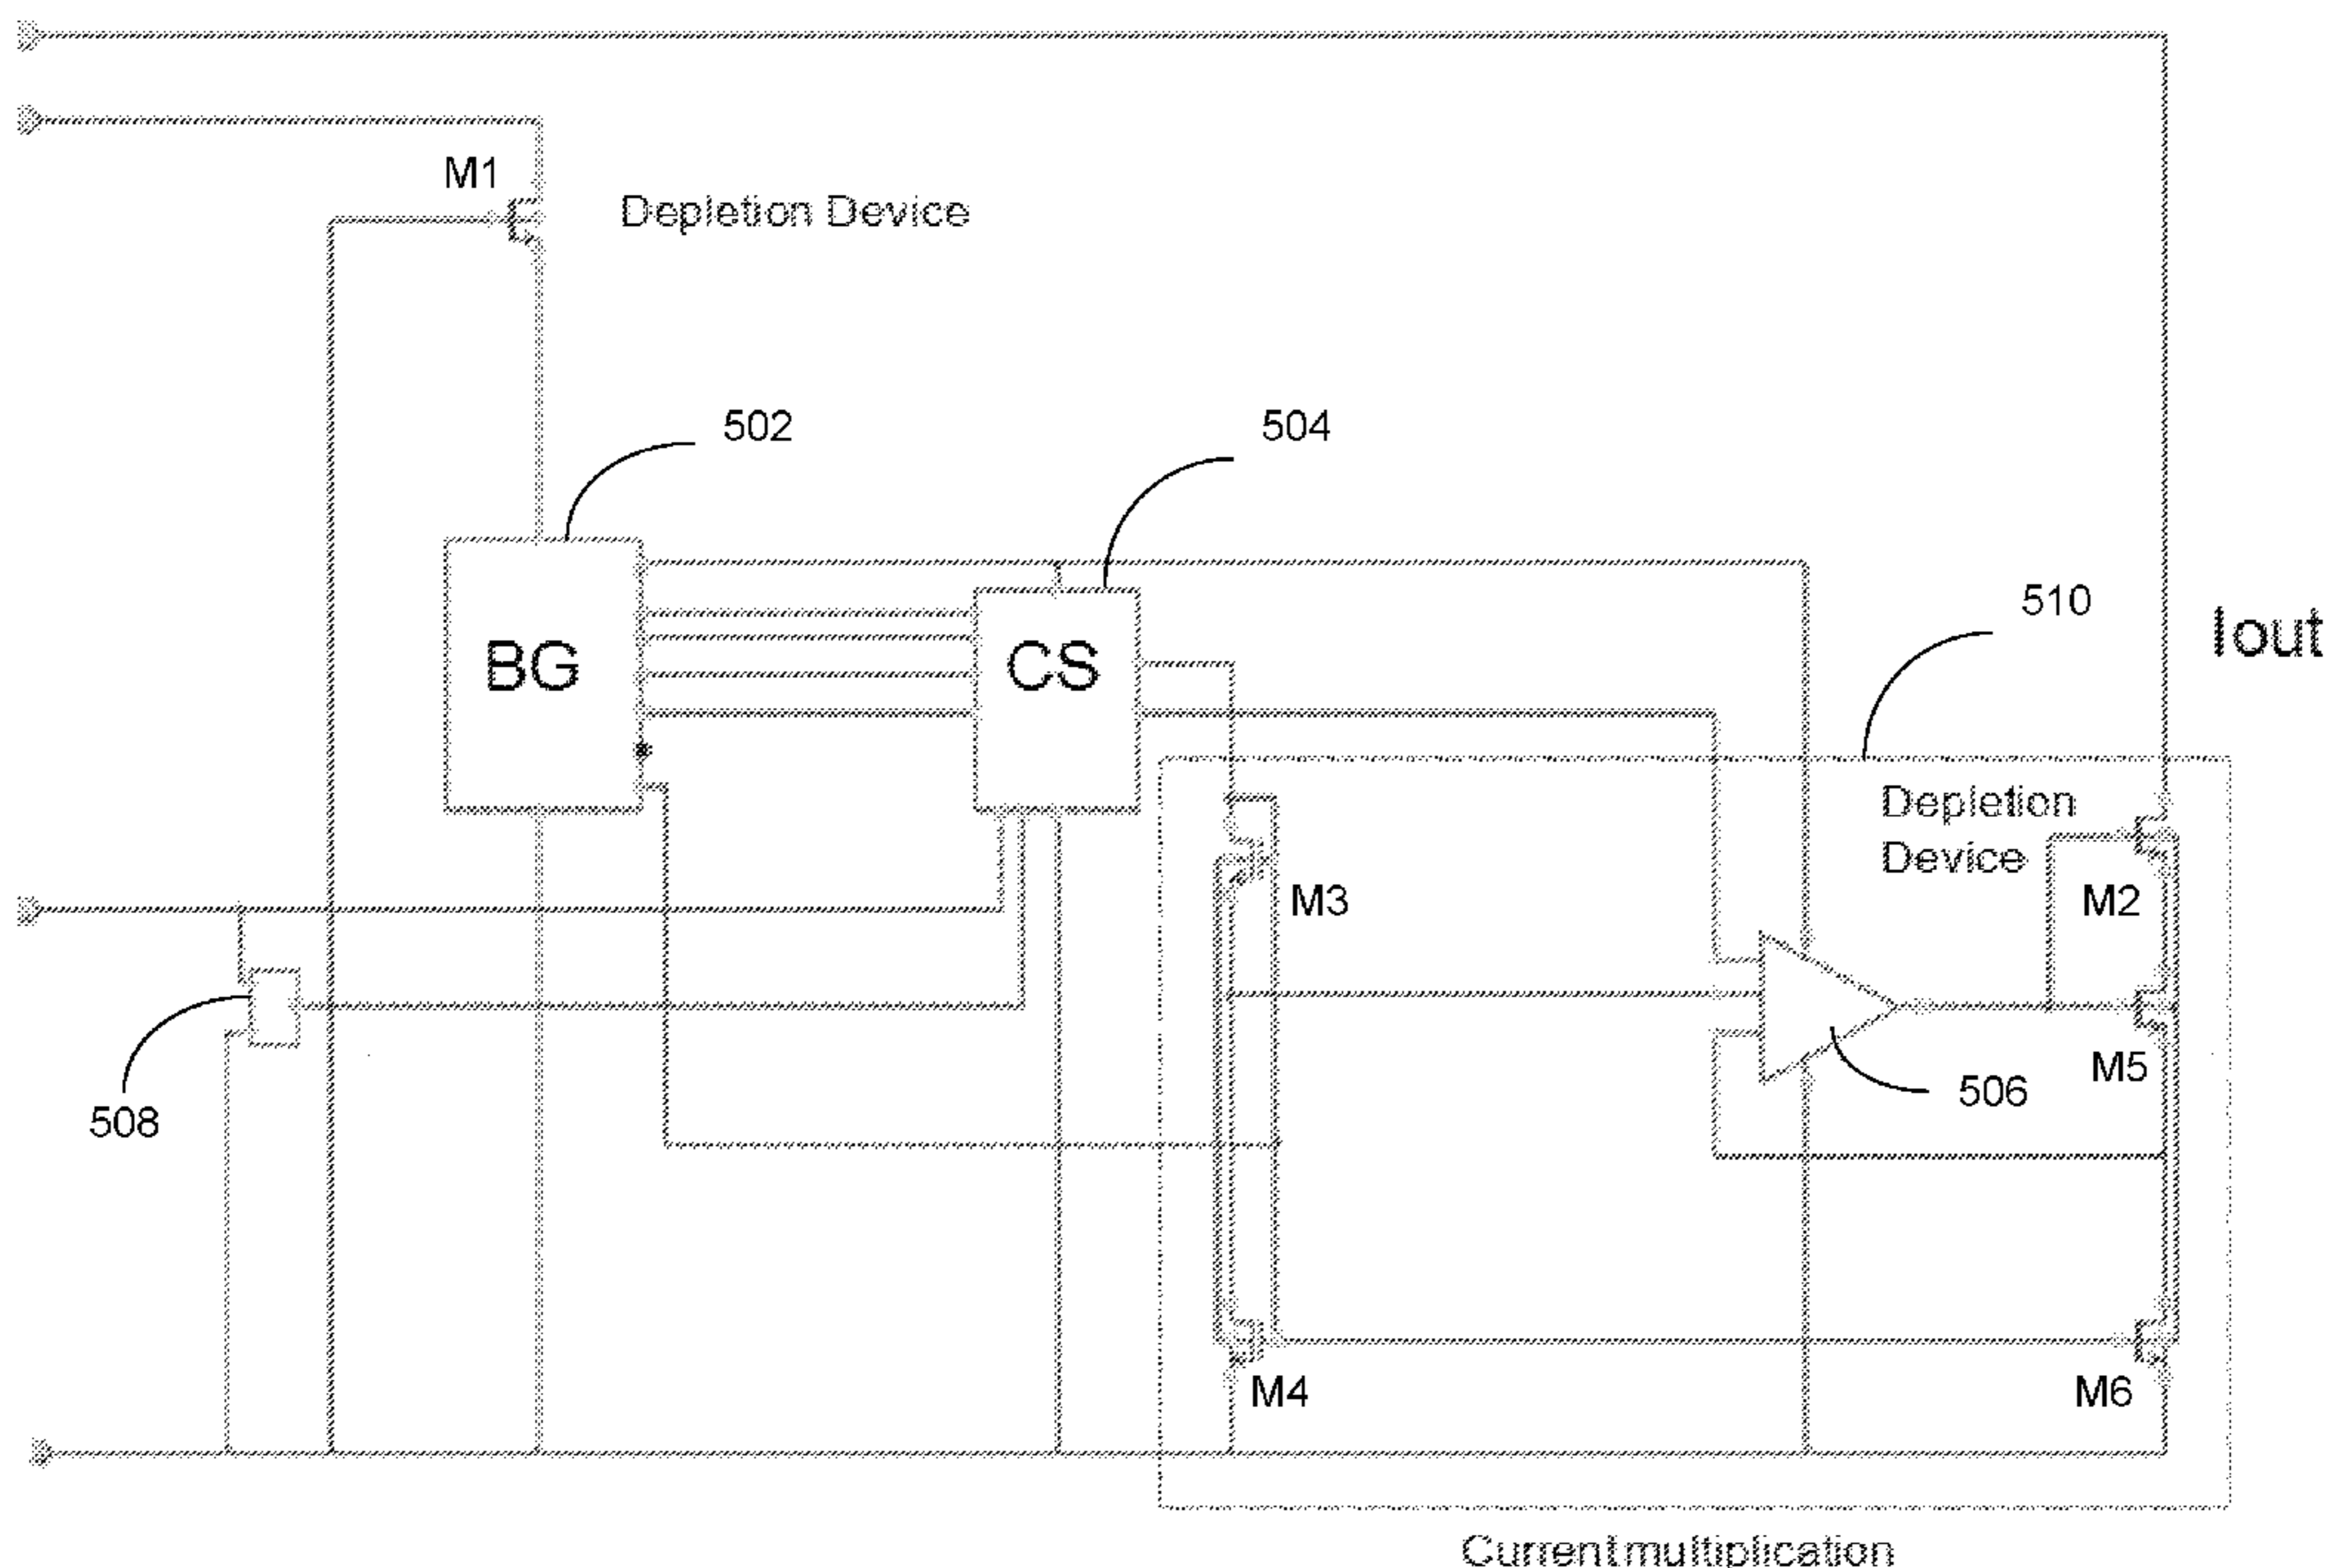 M1
Depletion Device
502
504
510
Iout
BG
CS
Depletion
Device
M3
M2
M5
506
508
M4
M6
Current multiplication